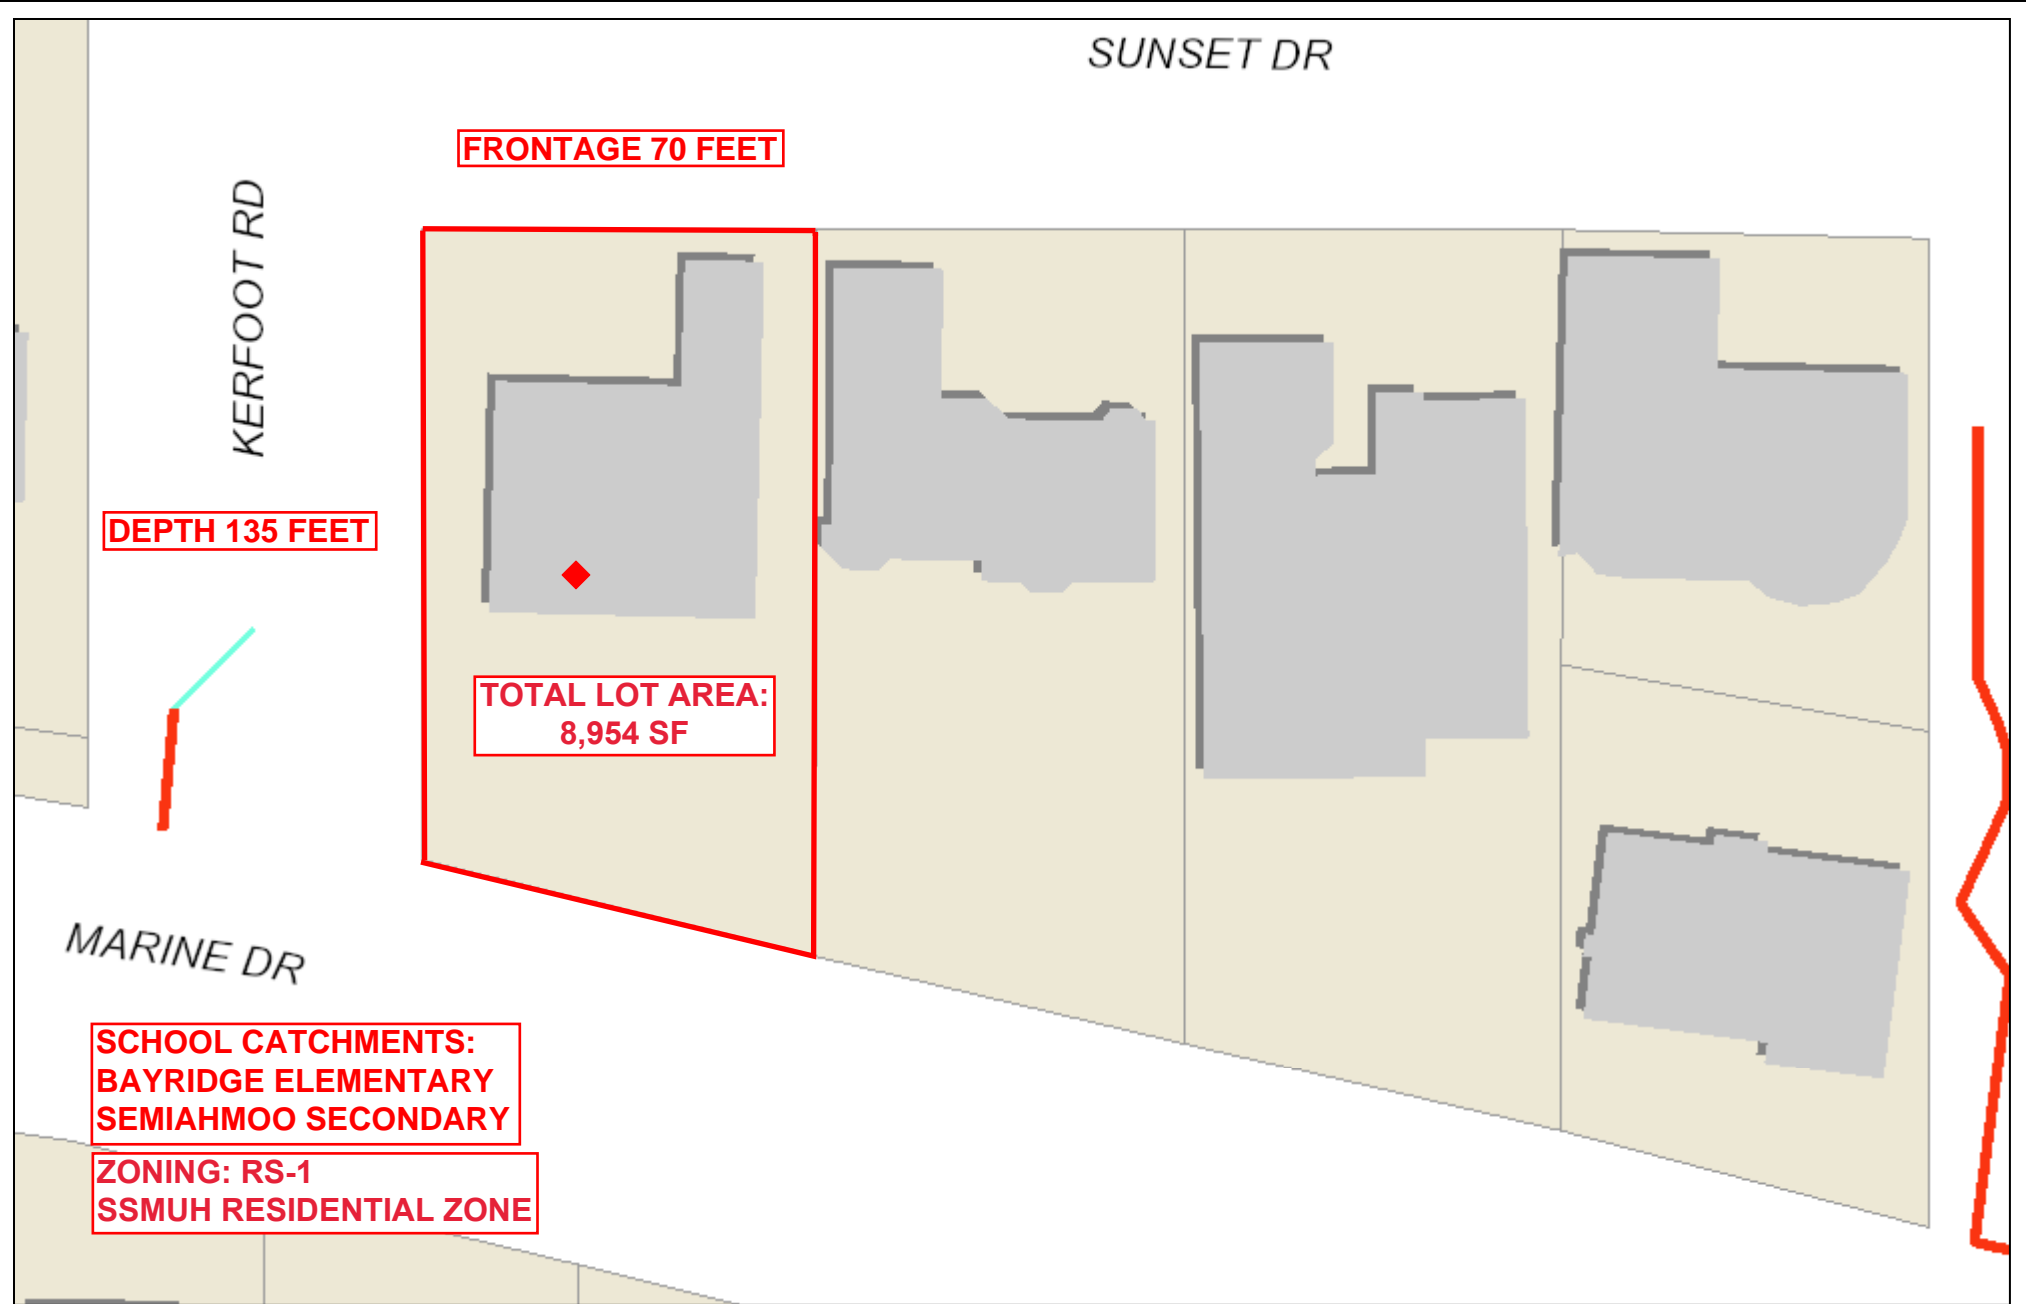 SUNSET DR
FRONTAGE 70 FEET
KERFOOT RD
DEPTH 135 FEET
TOTAL LOT AREA:
8,954 SF
MARINE DR
SCHOOL CATCHMENTS:
BAYRIDGE ELEMENTARY
SEMIAHMOO SECONDARY
ZONING: RS-1
SSMUH RESIDENTIAL ZONE